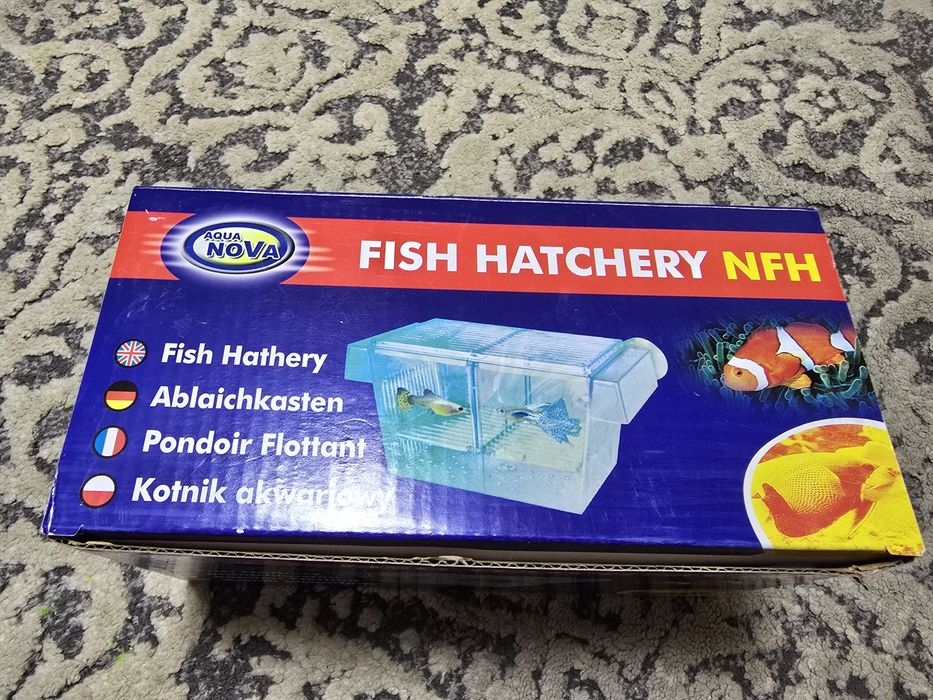 AQUA
NOVA
FISH HATCHERY NFH
Fish Hathery
Ablaichkasten
Pondoir Flottant
Kotnik akwariowy